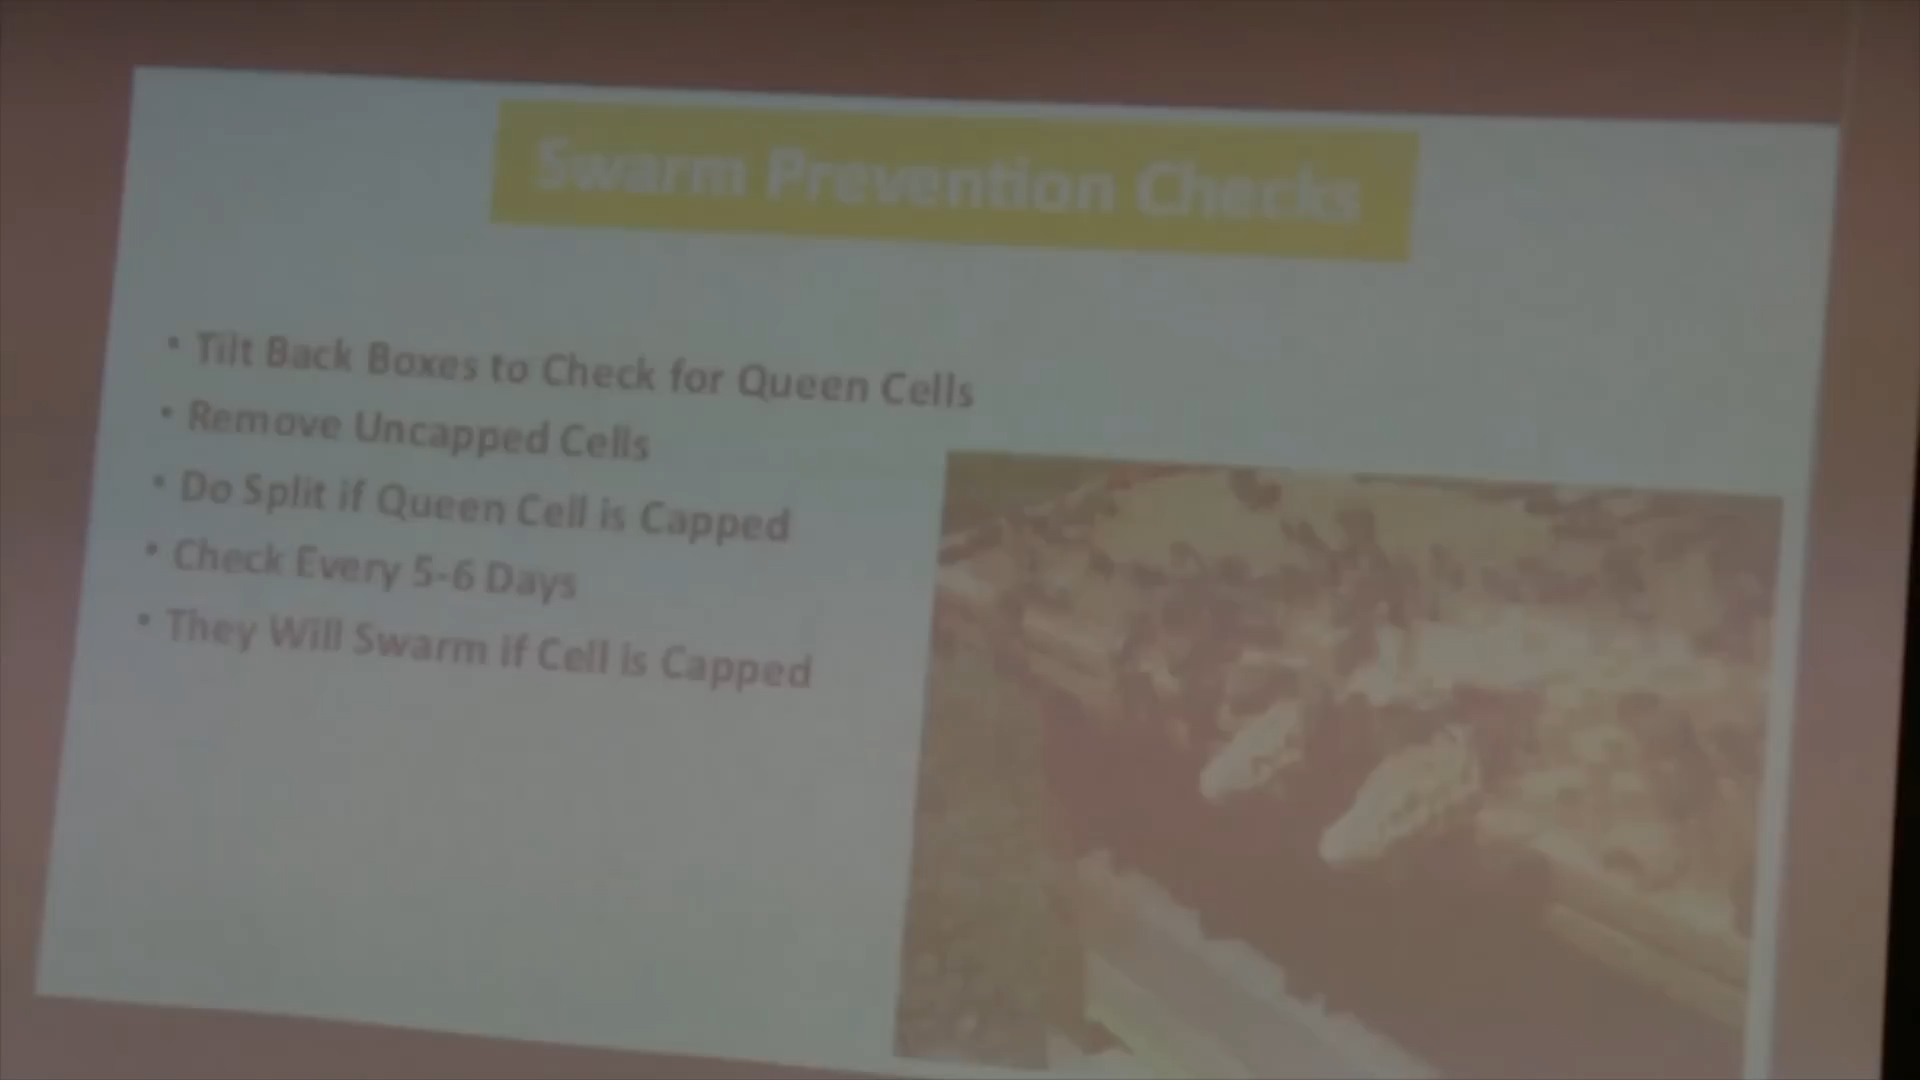 Swarm Prevention Checks
• Tilt Back Boxes to Check for Queen Cells
• Remove Uncapped Cells
• Do Split if Queen Cell is Capped
• Check Every 5-6 Days
• They Will Swarm if Cell is Capped